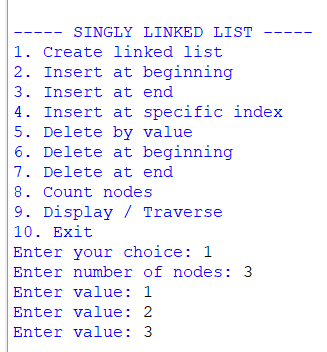 ----- SINGLY LINKED LIST -----
1. Create linked list
2. Insert at beginning
3. Insert at end
4. Insert at specific index
5. Delete by value
6. Delete at beginning
7. Delete at end
8. Count nodes
9. Display / Traverse
10. Exit
Enter your choice: 1
Enter number of nodes: 3
Enter value: 1
Enter value: 2
Enter value: 3